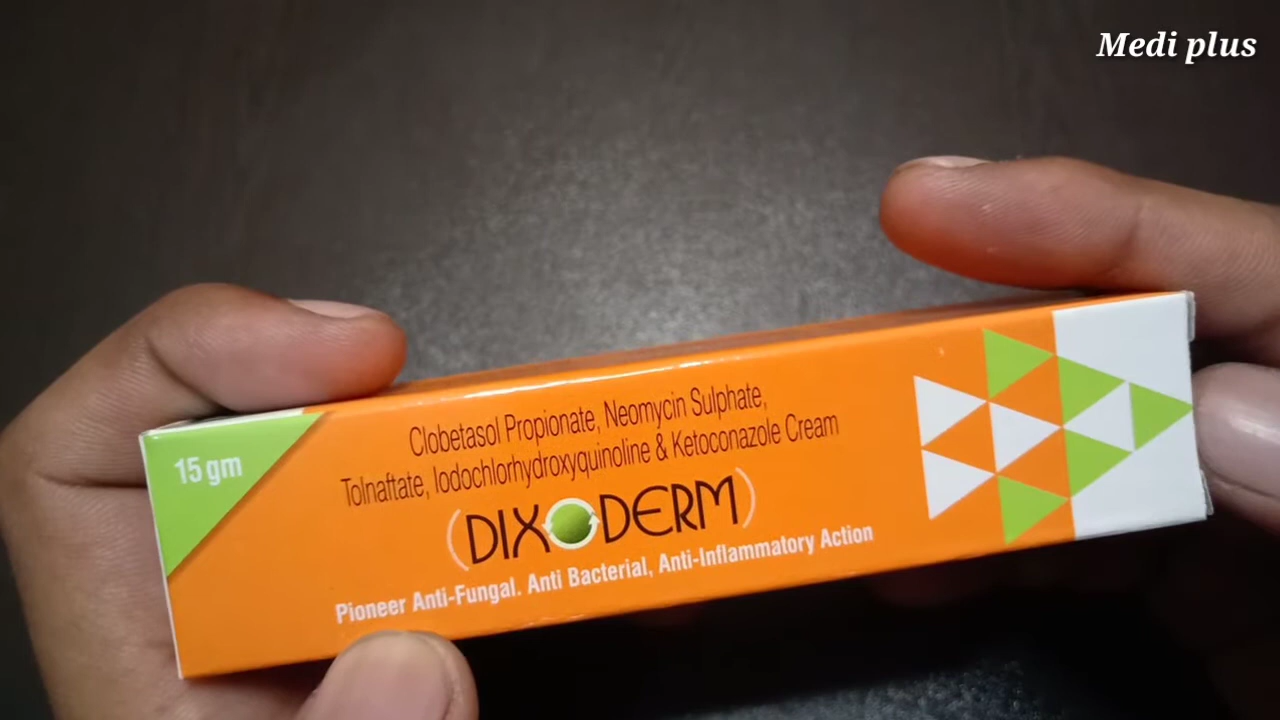 Medi plus
15 gm
Clobetasol Propionate, Neomycin Sulphate,
Tolnaftate, Iodochlorhydroxyquinoline & Ketoconazole Cream
(DIXODERM)
Pioneer Anti-Fungal. Anti Bacterial, Anti-Inflammatory Action